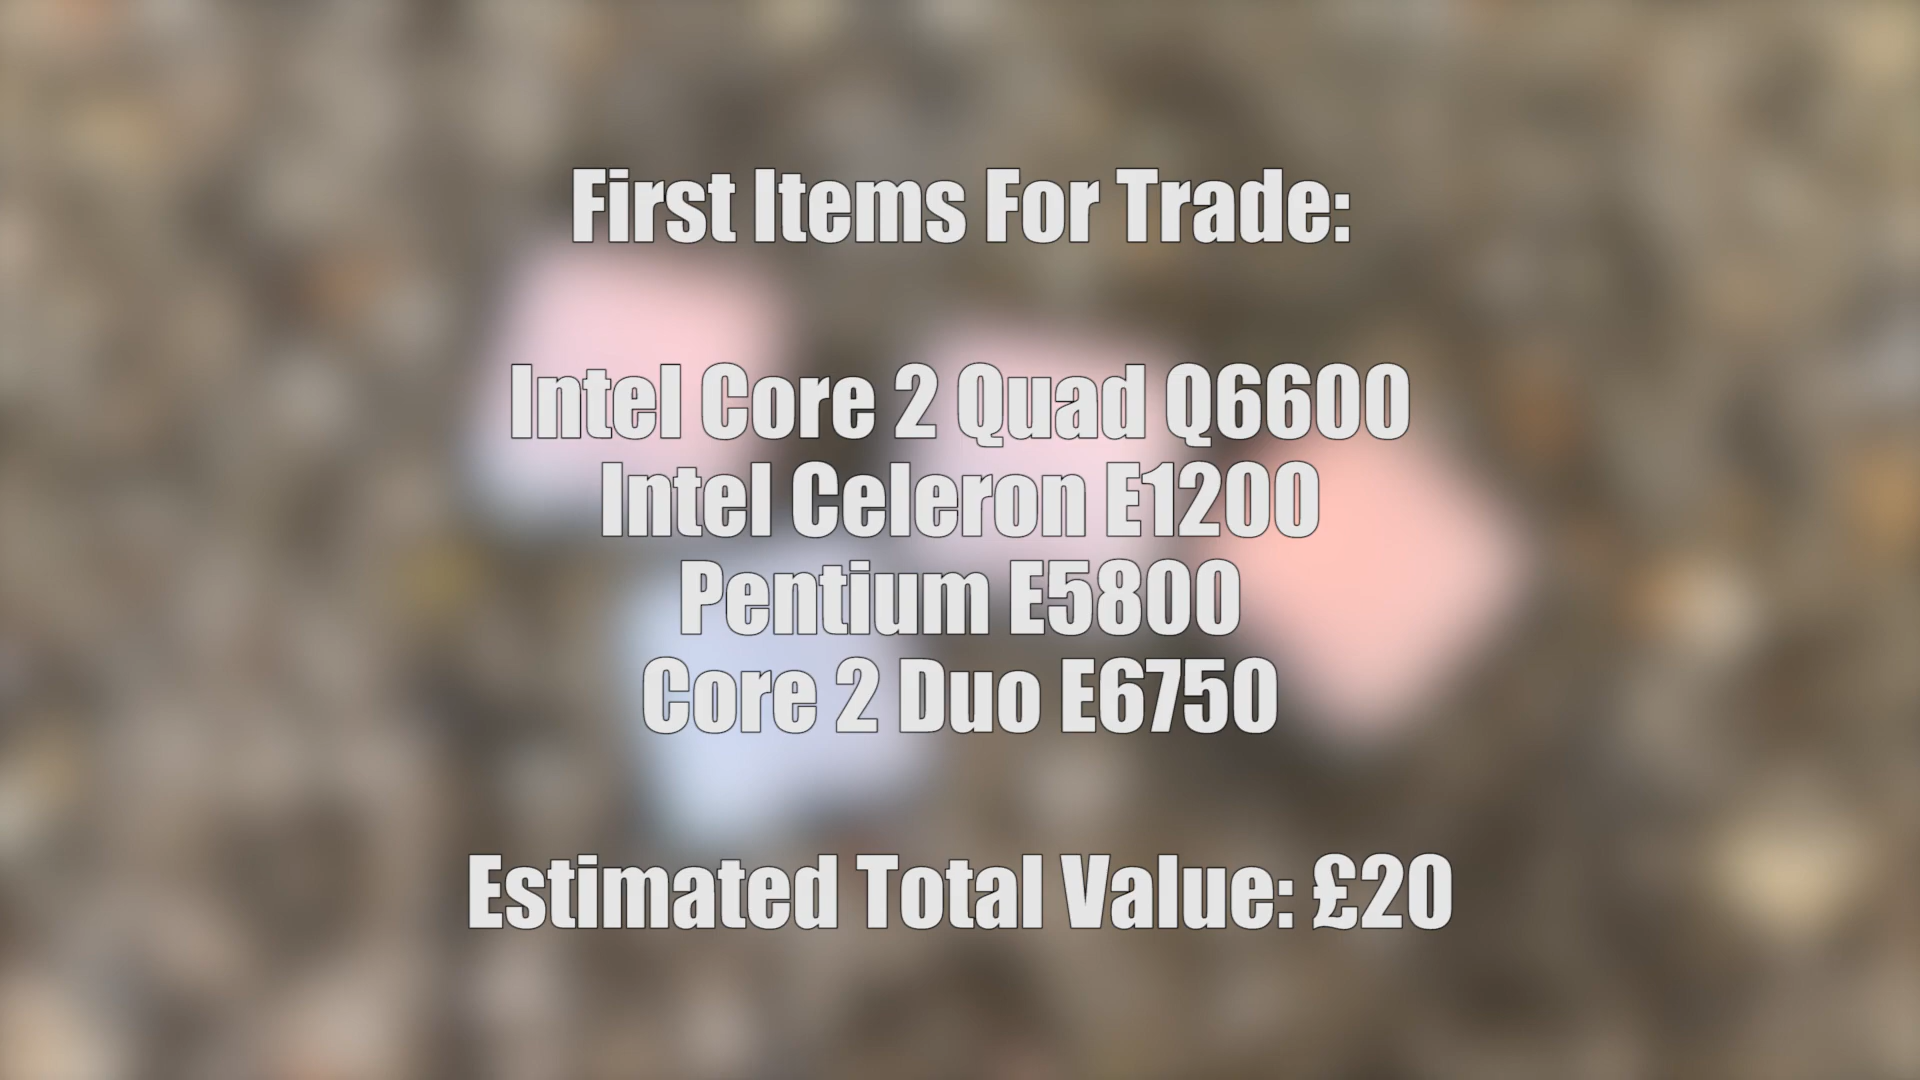 First Items For Trade:
Intel Core 2 Quad Q6600
Intel Celeron E1200
Pentium E5800
Core 2 Duo E6750
Estimated Total Value: £20